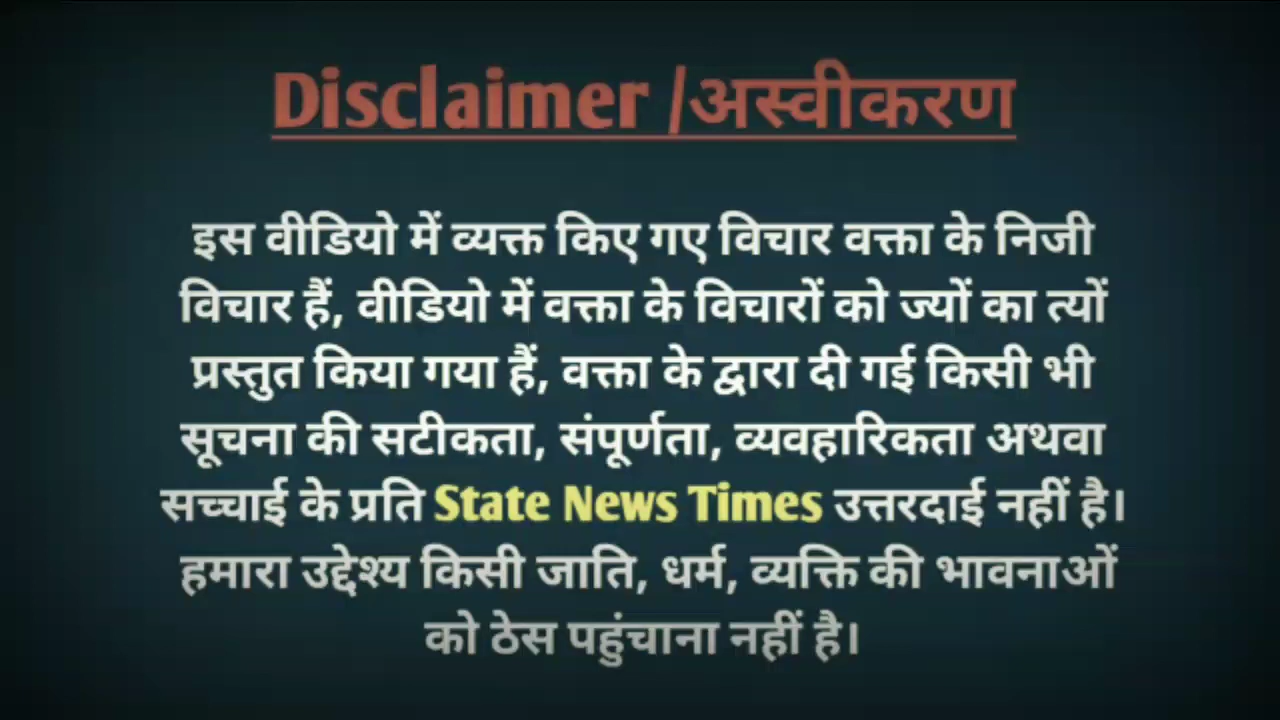 Disclaimer /अस्वीकरण
इस वीडियो में व्यक्त किए गए विचार वक्ता के निजी
विचार हैं, वीडियो में वक्ता के विचारों को ज्यों का त्यों
प्रस्तुत किया गया हैं, वक्ता के द्वारा दी गई किसी भी
सूचना की सटीकता, संपूर्णता, व्यवहारिकता अथवा
सच्चाई के प्रति State News Times उत्तरदाई नहीं है।
हमारा उद्देश्य किसी जाति, धर्म, व्यक्ति की भावनाओं
को ठेस पहुंचाना नहीं है।